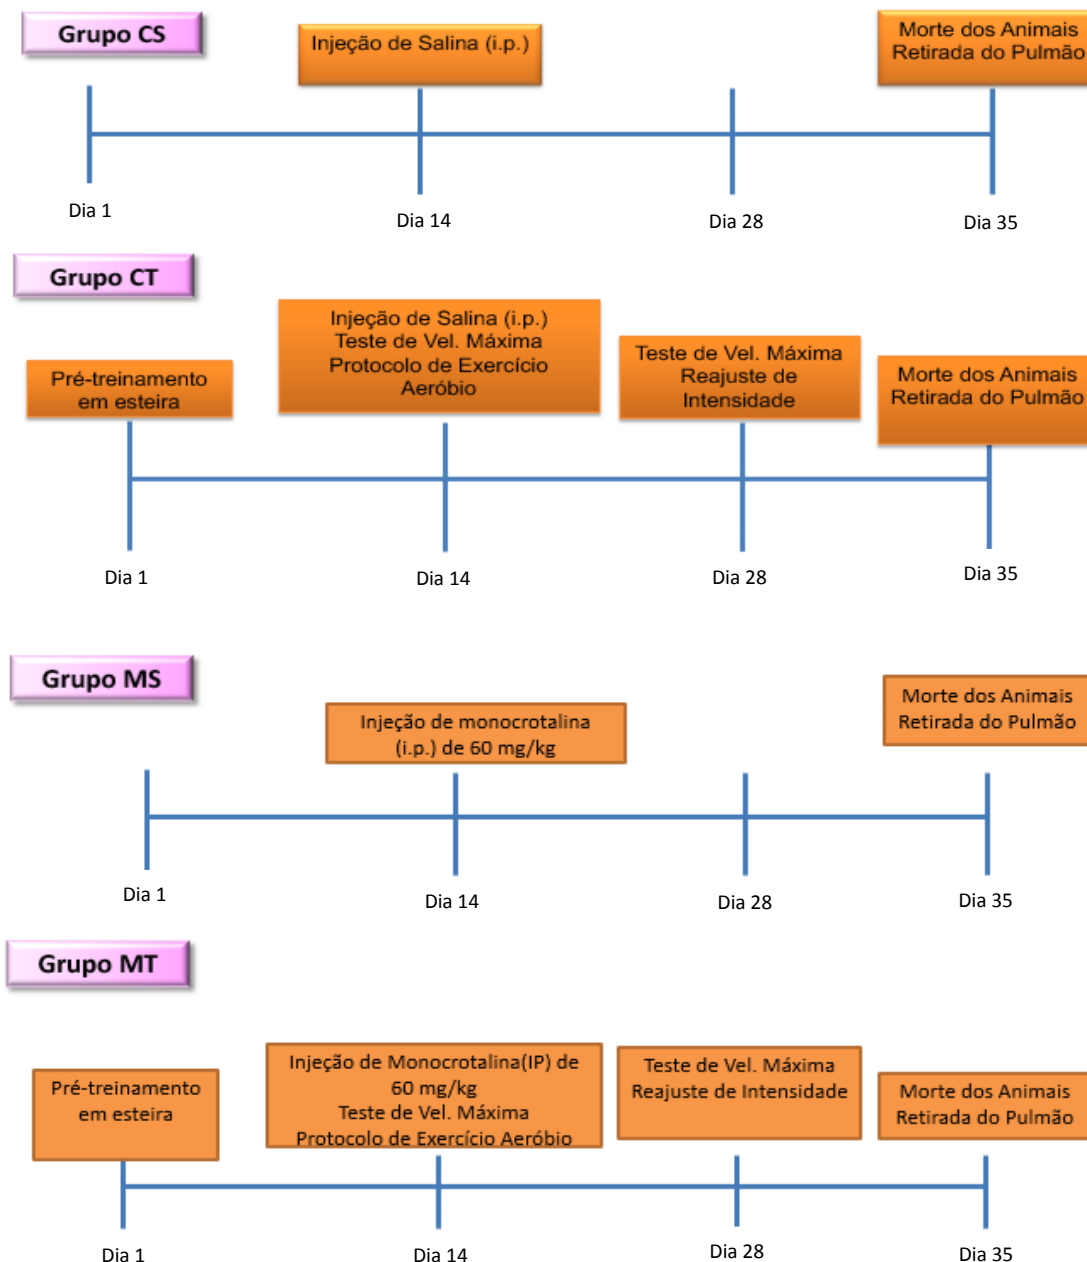 Grupo CS
Injeção de Salina (i.p.)
Morte dos Animais
Retirada do Pulmão
Dia 1
Dia 14
Dia 28
Dia 35
Grupo CT
Pré-treinamento
em esteira
Injeção de Salina (i.p.)
Teste de Vel. Máxima
Protocolo de Exercício
Aeróbio
Teste de Vel. Máxima
Reajuste de
Intensidade
Morte dos Animais
Retirada do Pulmão
Dia 1
Dia 14
Dia 28
Dia 35
Grupo MS
Injeção de monocrotalina
(i.p.) de 60 mg/kg
Morte dos Animais
Retirada do Pulmão
Dia 1
Dia 14
Dia 28
Dia 35
Grupo MT
Pré-treinamento
em esteira
Injeção de Monocrotalina(IP) de
60 mg/kg
Teste de Vel. Máxima
Protocolo de Exercício Aeróbio
Teste de Vel. Máxima
Reajuste de Intensidade
Morte dos Animais
Retirada do Pulmão
Dia 1
Dia 14
Dia 28
Dia 35